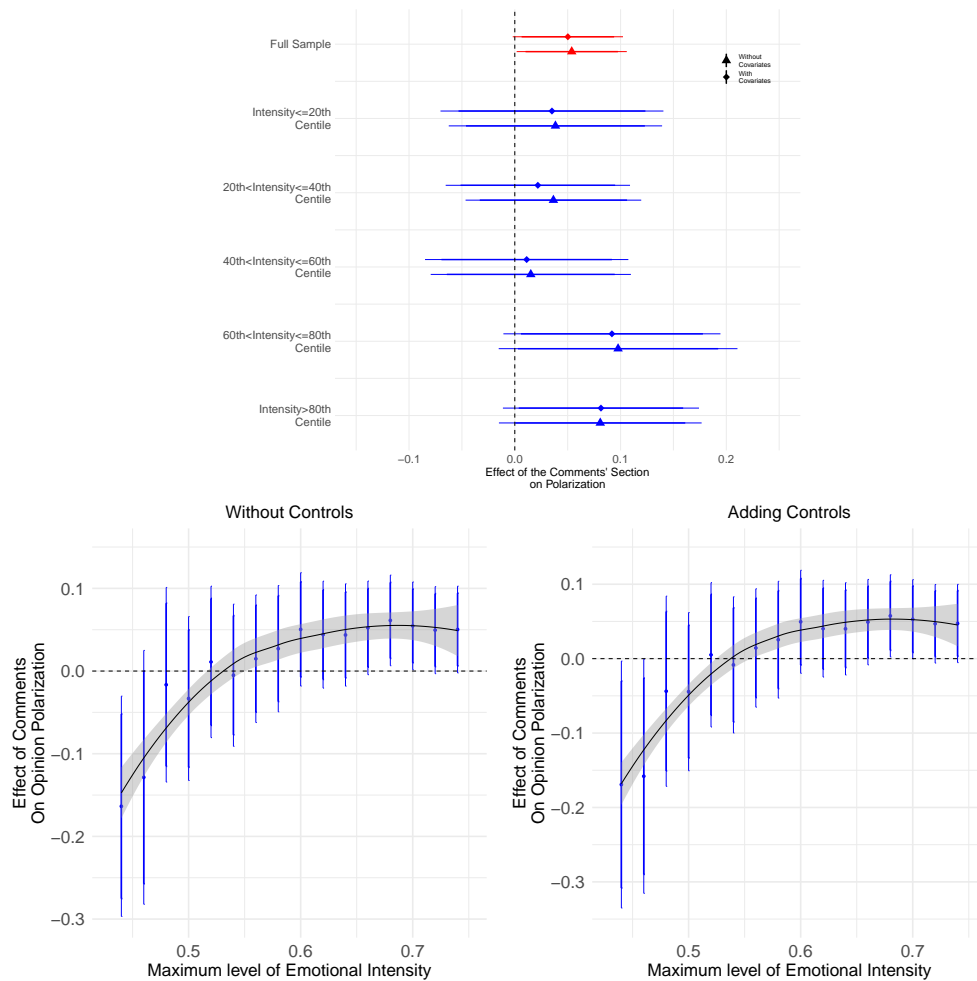 Full Sample
Without
Covariates
With
Covariates
Intensity<=20th
Centile
20th<Intensity<=40th
Centile
40th<Intensity<=60th
Centile
60th<Intensity<=80th
Centile
Intensity>80th
Centile
−0.1 0.0 0.1 0.2
Effect of the Comments' Section
on Polarization
Without Controls
Effect of Comments
On Opinion Polarization
0.1
0.0
−0.1
−0.2
−0.3
0.5 0.6 0.7
Maximum level of Emotional Intensity
Adding Controls
Effect of Comments
On Opinion Polarization
0.1
0.0
−0.1
−0.2
−0.3
0.5 0.6 0.7
Maximum level of Emotional Intensity